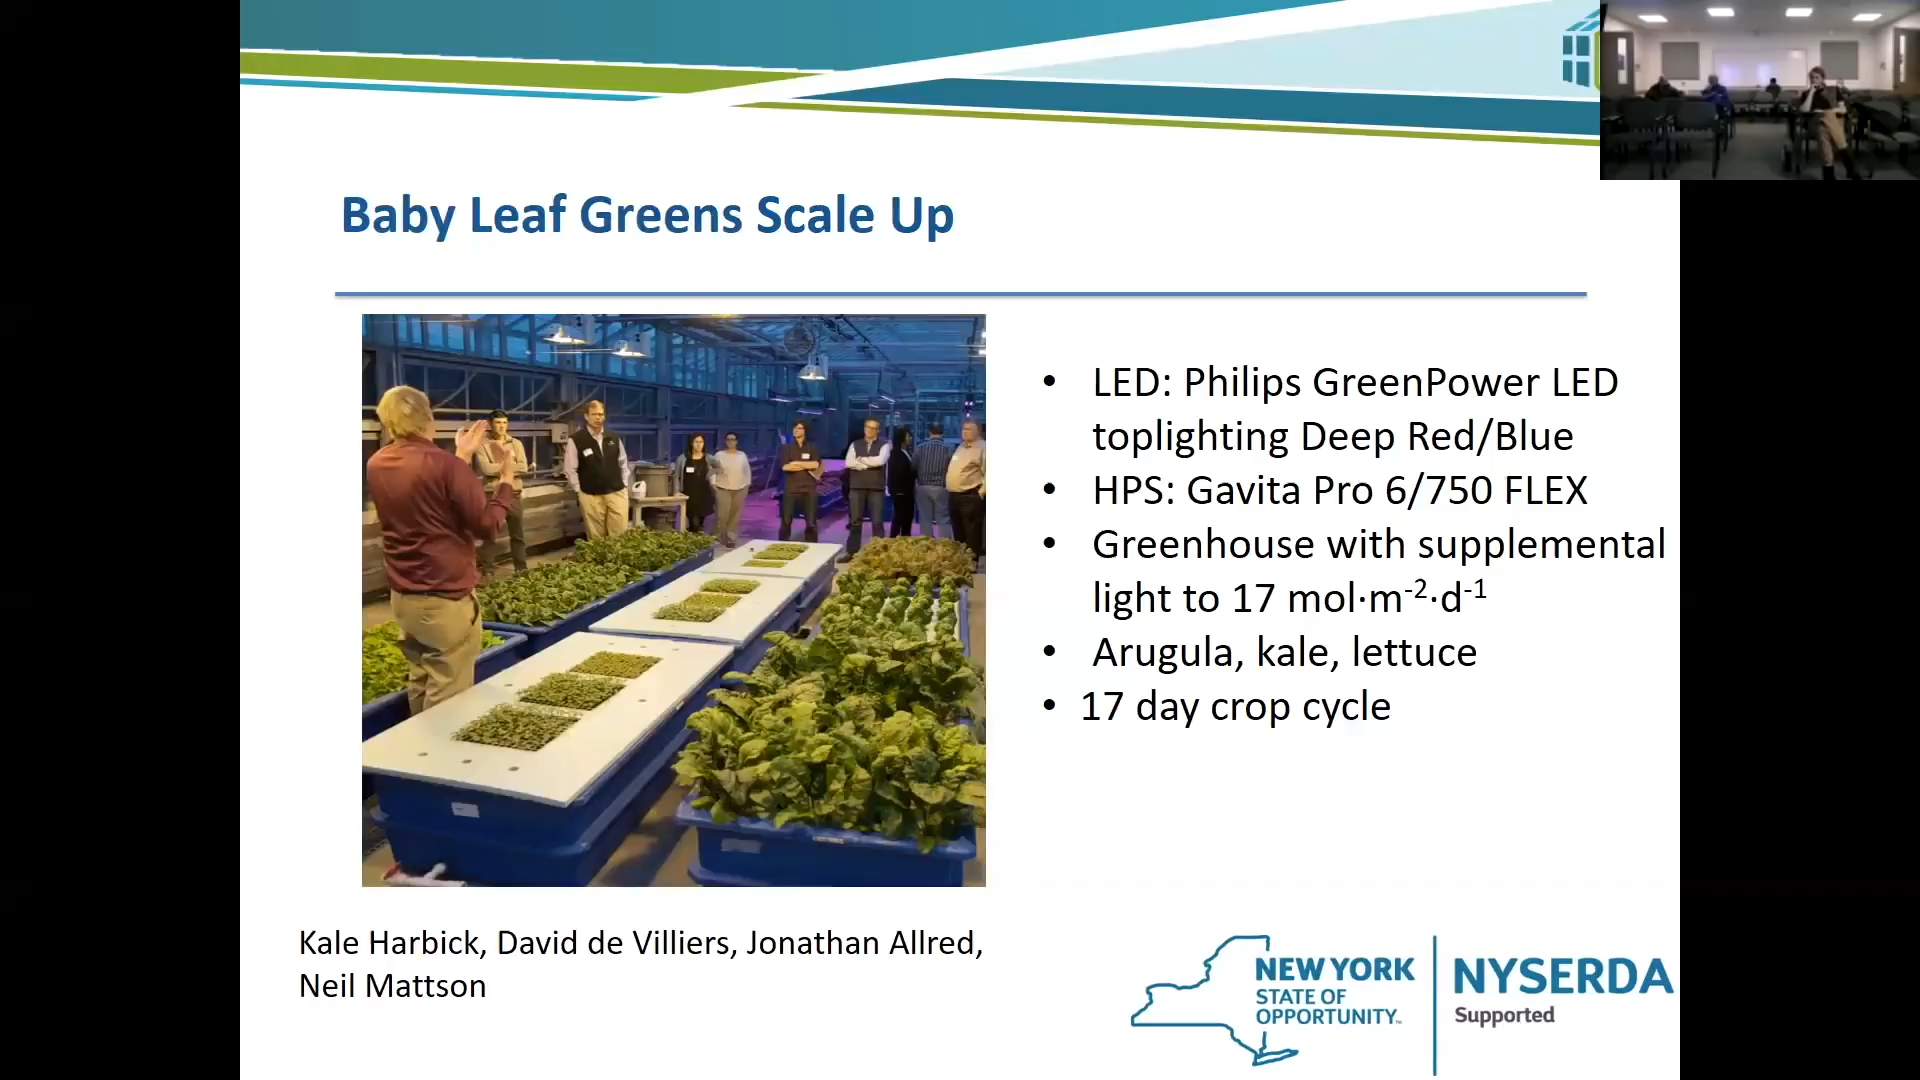 Baby Leaf Greens Scale Up
• LED: Philips GreenPower LED
toplighting Deep Red/Blue
• HPS: Gavita Pro 6/750 FLEX
• Greenhouse with supplemental
light to 17 mol·m⁻²·d⁻¹
• Arugula, kale, lettuce
• 17 day crop cycle
Kale Harbick, David de Villiers, Jonathan Allred,
Neil Mattson
NEW YORK
STATE OF
OPPORTUNITY™
NYSERDA
Supported